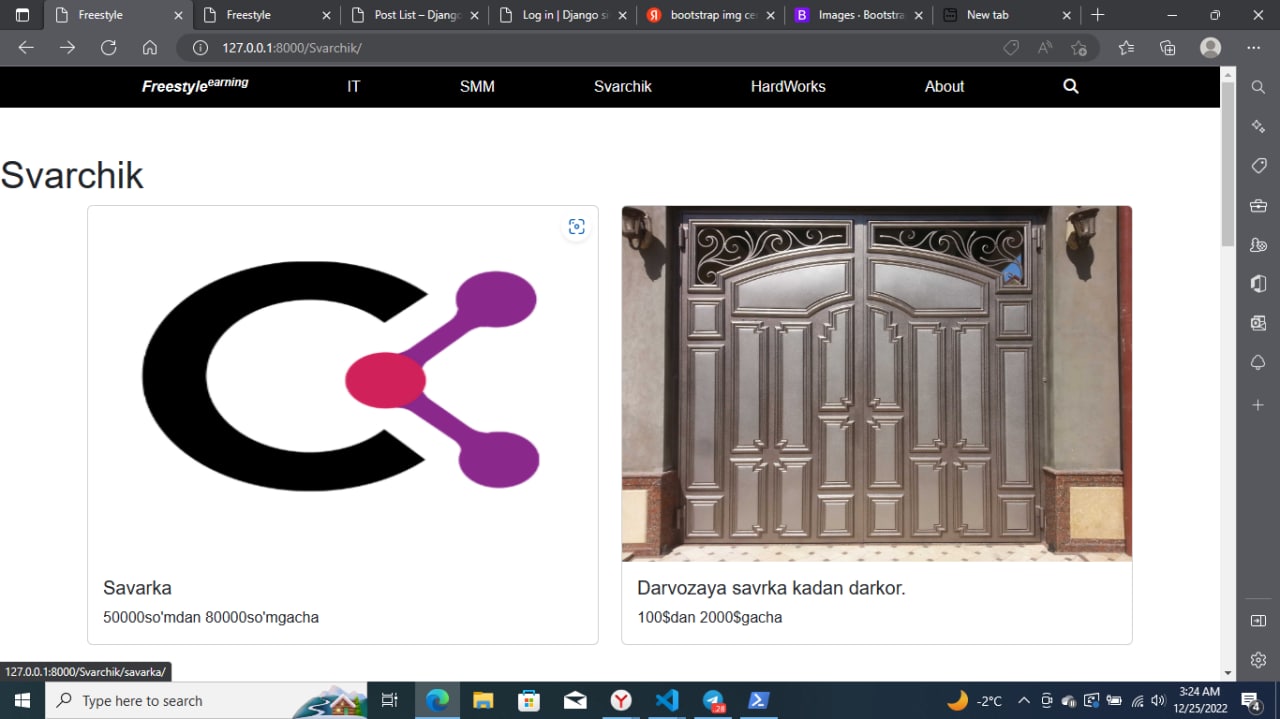 Freestyle
Freestyle
Post List – Django
Log in | Django si
bootstrap img ce
Images · Bootstra
New tab
127.0.0.1:8000/Svarchik/
Freestyleearning
IT
SMM
Svarchik
HardWorks
About
Svarchik
Savarka
50000so'mdan 80000so'mgacha
Darvozaya savrka kadan darkor.
100$dan 2000$gacha
127.0.0.1:8000/Svarchik/savarka/
Type here to search
28
-2°C
3:24 AM
12/25/2022
4